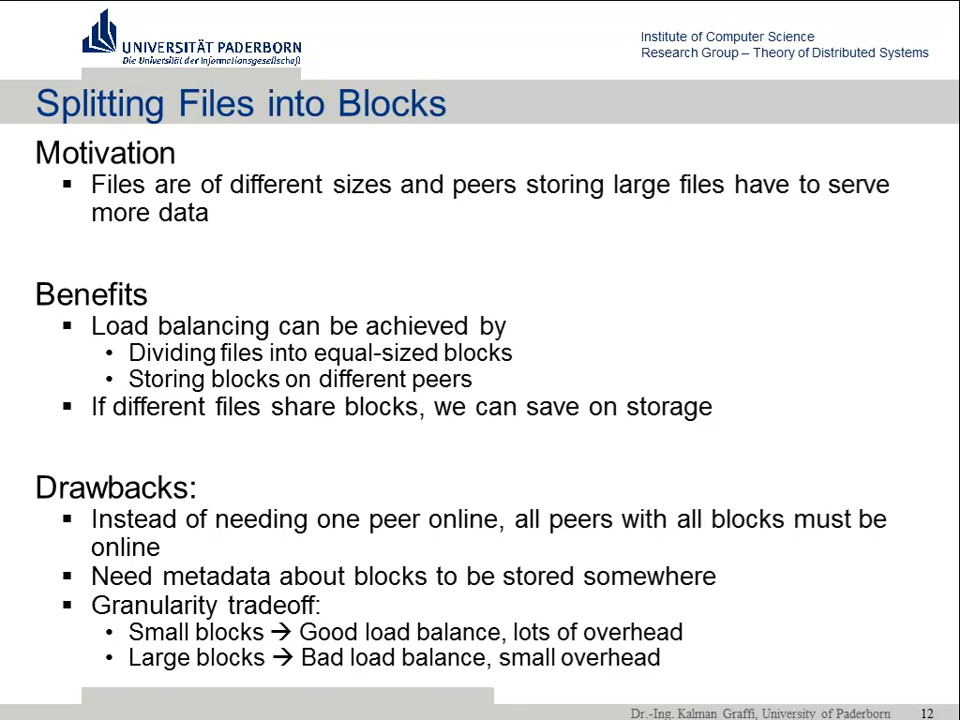 UNIVERSITÄT PADERBORN
Die Universität der Informationsgesellschaft
Institute of Computer Science
Research Group – Theory of Distributed Systems
Splitting Files into Blocks
Motivation
▪ Files are of different sizes and peers storing large files have to serve
more data
Benefits
▪ Load balancing can be achieved by
• Dividing files into equal-sized blocks
• Storing blocks on different peers
▪ If different files share blocks, we can save on storage
Drawbacks:
▪ Instead of needing one peer online, all peers with all blocks must be
online
▪ Need metadata about blocks to be stored somewhere
▪ Granularity tradeoff:
• Small blocks → Good load balance, lots of overhead
• Large blocks → Bad load balance, small overhead
Dr.-Ing. Kalman Graffi, University of Paderborn 12